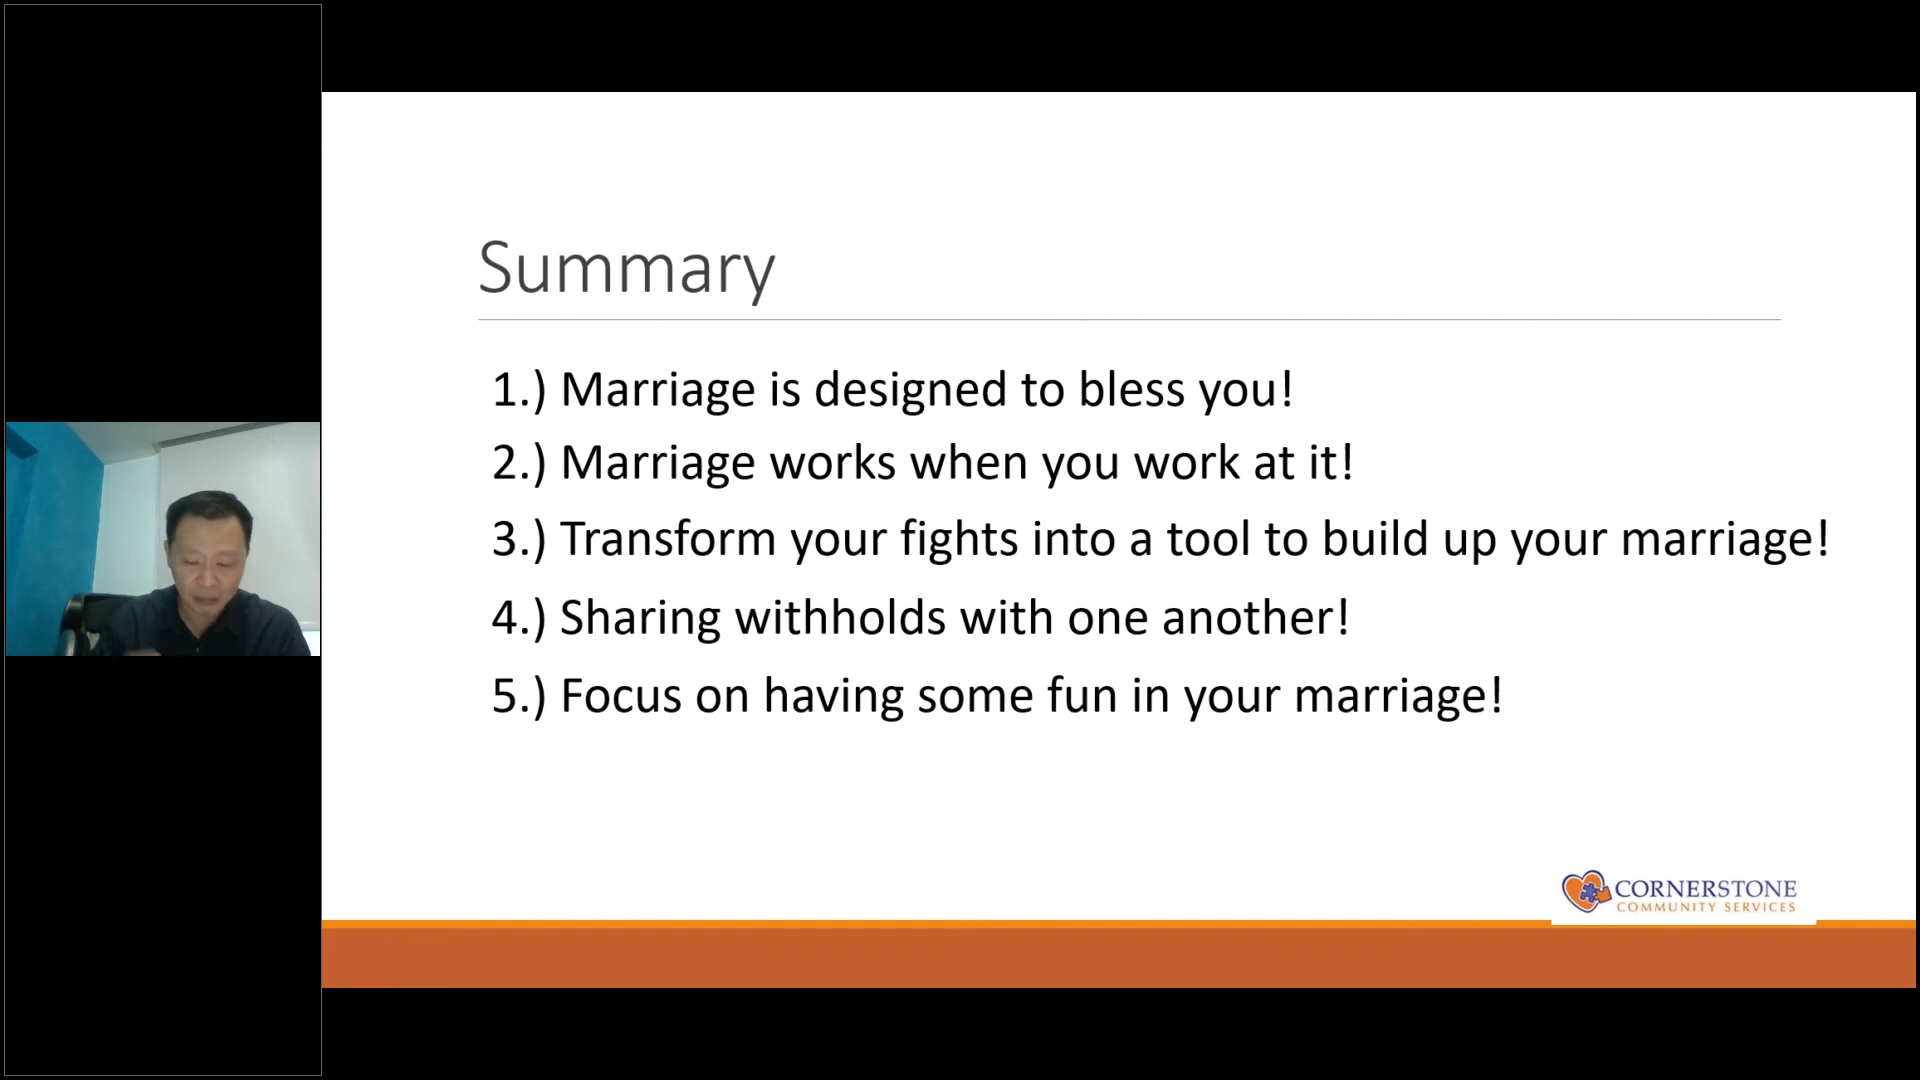 Summary
1.) Marriage is designed to bless you!
2.) Marriage works when you work at it!
3.) Transform your fights into a tool to build up your marriage!
4.) Sharing withholds with one another!
5.) Focus on having some fun in your marriage!
CORNERSTONE
COMMUNITY SERVICES